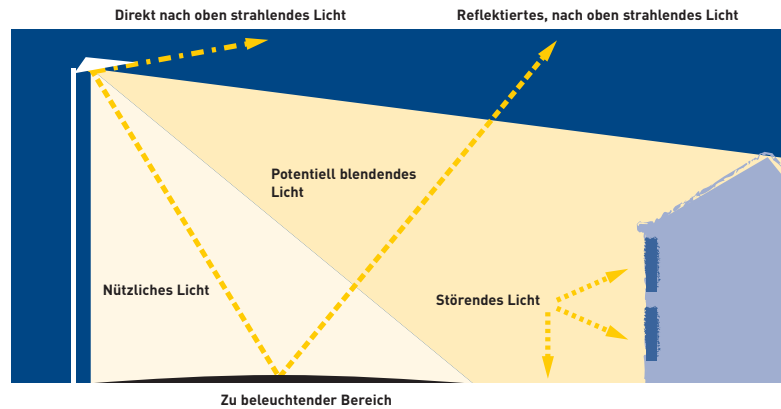 Direkt nach oben strahlendes Licht
Reflektiertes, nach oben strahlendes Licht
Potentiell blendendes
Licht
Nützliches Licht
Störendes Licht
Zu beleuchtender Bereich